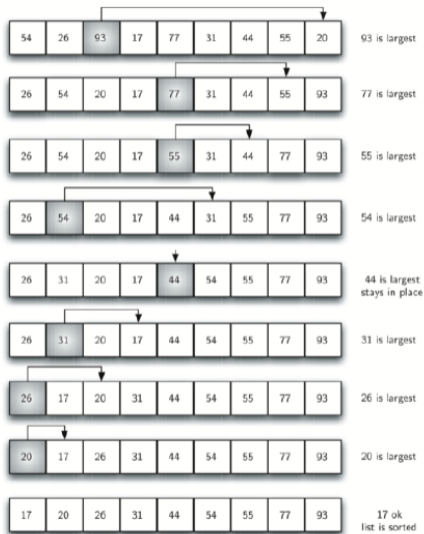 54 26 93 17 77 31 44 55 20 93 is largest
26 54 20 17 77 31 44 55 93 77 is largest
26 54 20 17 55 31 44 77 93 55 is largest
26 54 20 17 44 31 55 77 93 54 is largest
26 31 20 17 44 54 55 77 93 44 is largest
stays in place
26 31 20 17 44 54 55 77 93 31 is largest
26 17 20 31 44 54 55 77 93 26 is largest
20 17 26 31 44 54 55 77 93 20 is largest
17 20 26 31 44 54 55 77 93 17 ok
list is sorted